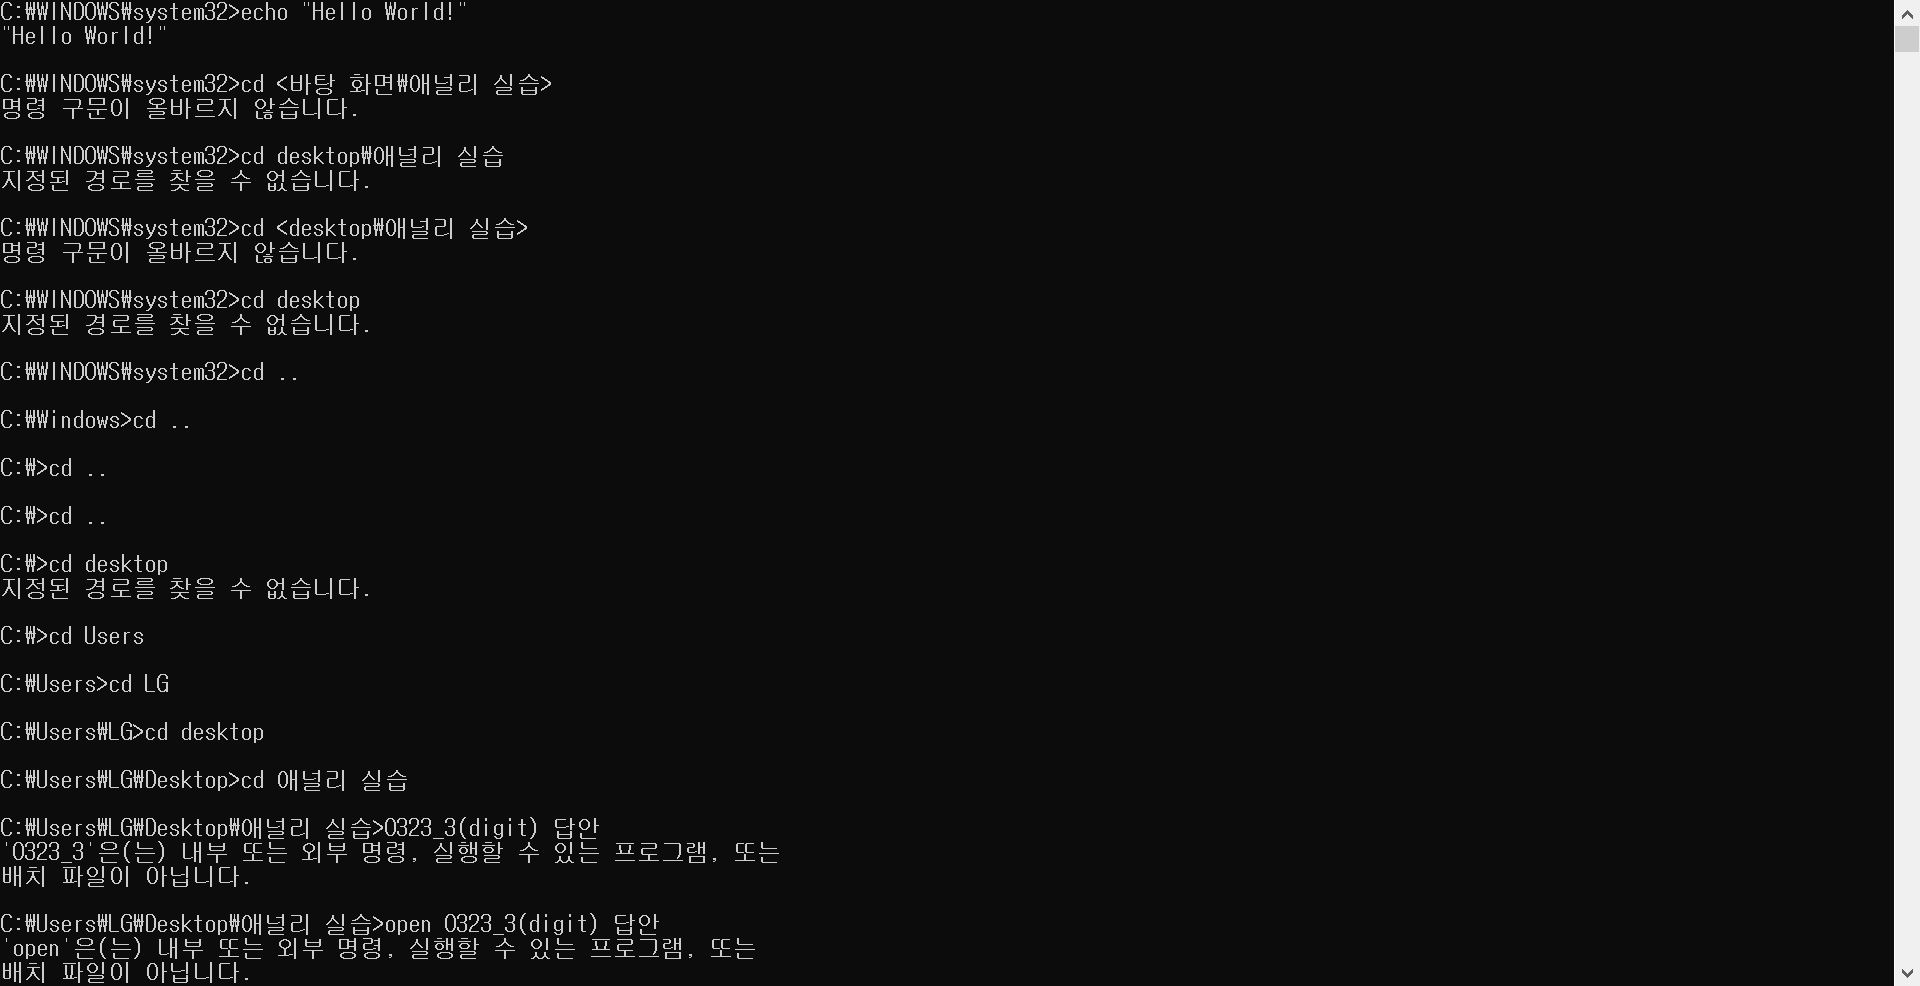 C:₩WINDOWS₩system32>echo "Hello World!"
"Hello World!"
C:₩WINDOWS₩system32>cd <바탕 화면₩애널리 실습>
명령 구문이 올바르지 않습니다.
C:₩WINDOWS₩system32>cd desktop₩애널리 실습
지정된 경로를 찾을 수 없습니다.
C:₩WINDOWS₩system32>cd <desktop₩애널리 실습>
명령 구문이 올바르지 않습니다.
C:₩WINDOWS₩system32>cd desktop
지정된 경로를 찾을 수 없습니다.
C:₩WINDOWS₩system32>cd ..
C:₩Windows>cd ..
C:₩>cd ..
C:₩>cd ..
C:₩>cd desktop
지정된 경로를 찾을 수 없습니다.
C:₩>cd Users
C:₩Users>cd LG
C:₩Users₩LG>cd desktop
C:₩Users₩LG₩Desktop>cd 애널리 실습
C:₩Users₩LG₩Desktop₩애널리 실습>0323_3(digit) 답안
'0323_3'은(는) 내부 또는 외부 명령, 실행할 수 있는 프로그램, 또는
배치 파일이 아닙니다.
C:₩Users₩LG₩Desktop₩애널리 실습>open 0323_3(digit) 답안
'open'은(는) 내부 또는 외부 명령, 실행할 수 있는 프로그램, 또는
배치 파일이 아닙니다.